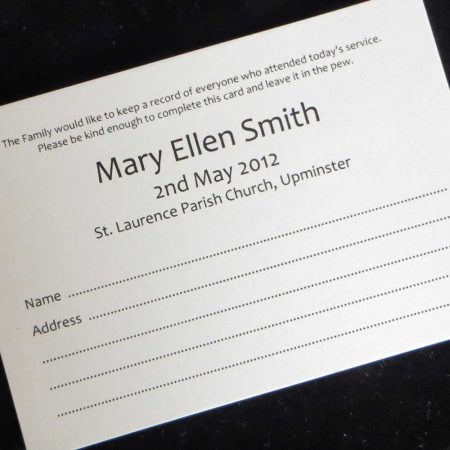 The Family would like to keep a record of everyone who attended today's service.
Please be kind enough to complete this card and leave it in the pew.
Mary Ellen Smith
2nd May 2012
St. Laurence Parish Church, Upminster
Name ................................................................
Address ................................................................
................................................................
................................................................
................................................................